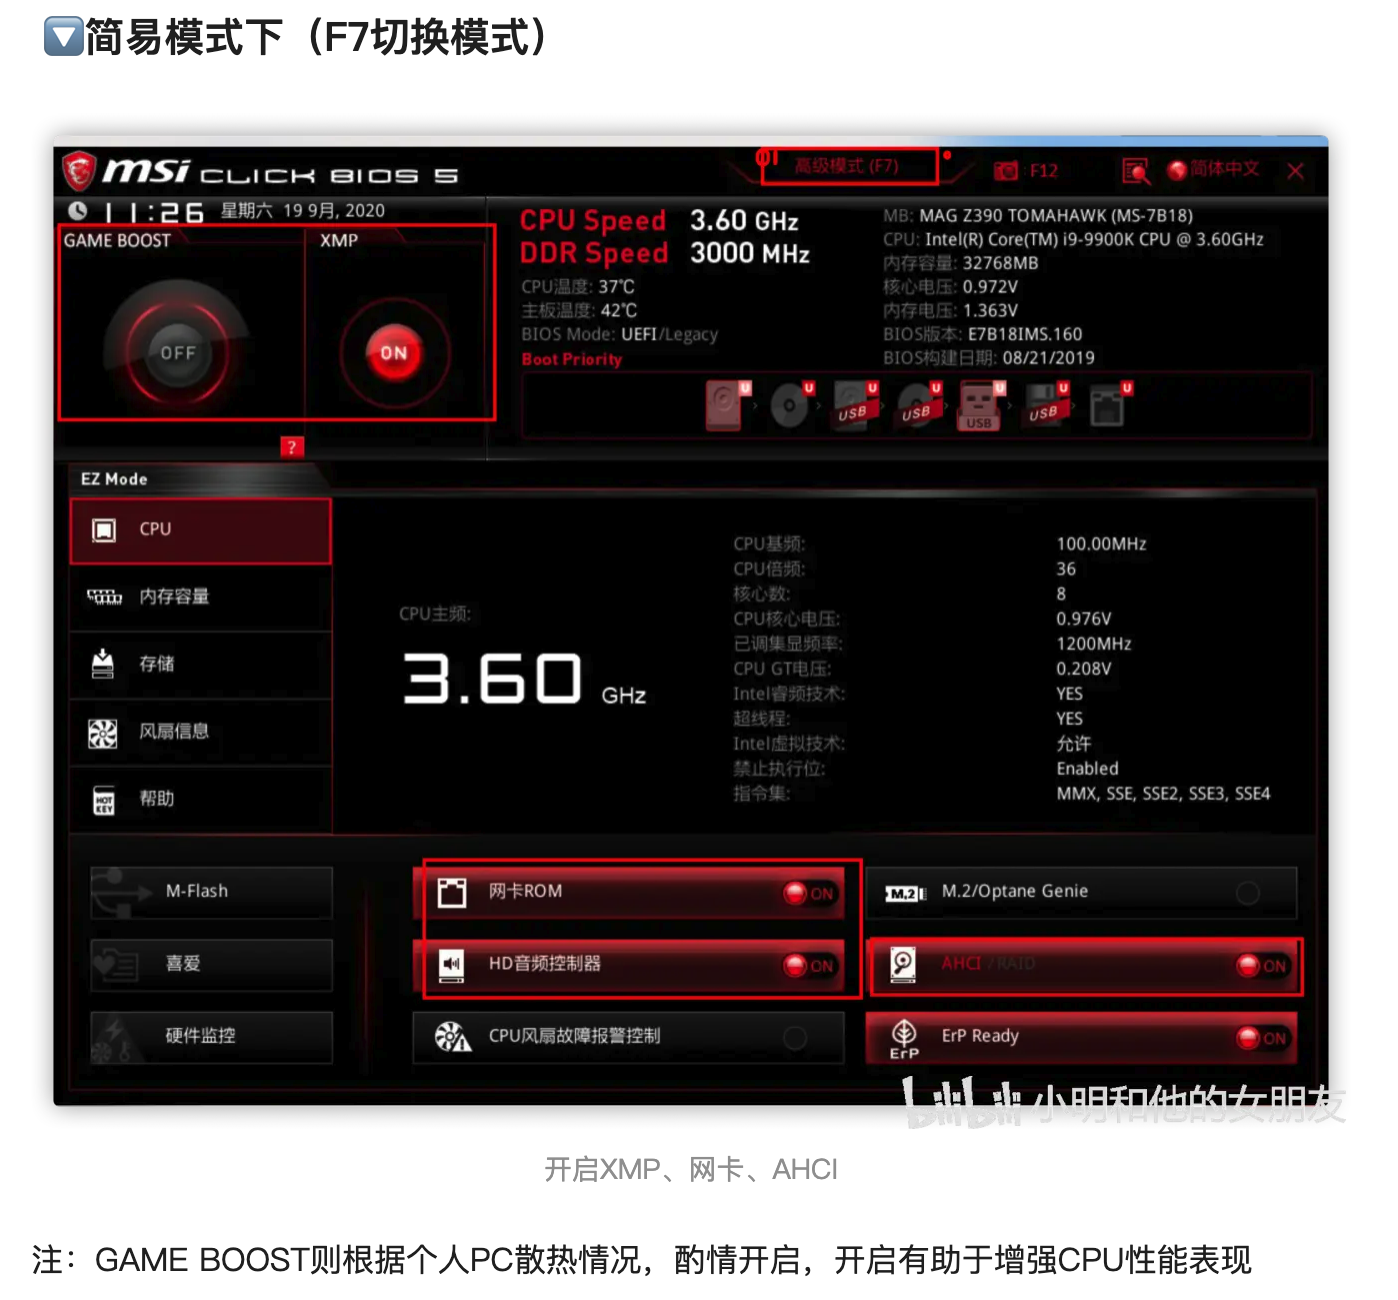 简易模式下（F7切换模式）
msi CLICK BIOS 5
01 高级模式 (F7)
: F12
简体中文
11:26 星期六 19 9月, 2020
GAME BOOST
XMP
OFF
ON
?
CPU Speed 3.60 GHz
DDR Speed 3000 MHz
CPU温度: 37℃
主板温度: 42℃
BIOS Mode: UEFI/Legacy
Boot Priority
MB: MAG Z390 TOMAHAWK (MS-7B18)
CPU: Intel(R) Core(TM) i9-9900K CPU @ 3.60GHz
内存容量: 32768MB
核心电压: 0.972V
内存电压: 1.363V
BIOS版本: E7B18IMS.160
BIOS构建日期: 08/21/2019
U U U USB U USB U USB U USB U
EZ Mode
CPU
内存容量
存储
风扇信息
HOT KEY 帮助
CPU主频:
3.60 GHz
CPU基频: 100.00MHz
CPU倍频: 36
核心数: 8
CPU核心电压: 0.976V
已调集显频率: 1200MHz
CPU GT电压: 0.208V
Intel睿频技术: YES
超线程: YES
Intel虚拟技术: 允许
禁止执行位: Enabled
指令集: MMX, SSE, SSE2, SSE3, SSE4
M-Flash
网卡ROM ON
M.2 M.2/Optane Genie
喜爱
HD音频控制器 ON
AHCI /RAID ON
硬件监控
CPU风扇故障报警控制
ErP ErP Ready ON
bilibili 小明和他的女朋友
开启XMP、网卡、AHCI
注：GAME BOOST则根据个人PC散热情况，酌情开启，开启有助于增强CPU性能表现